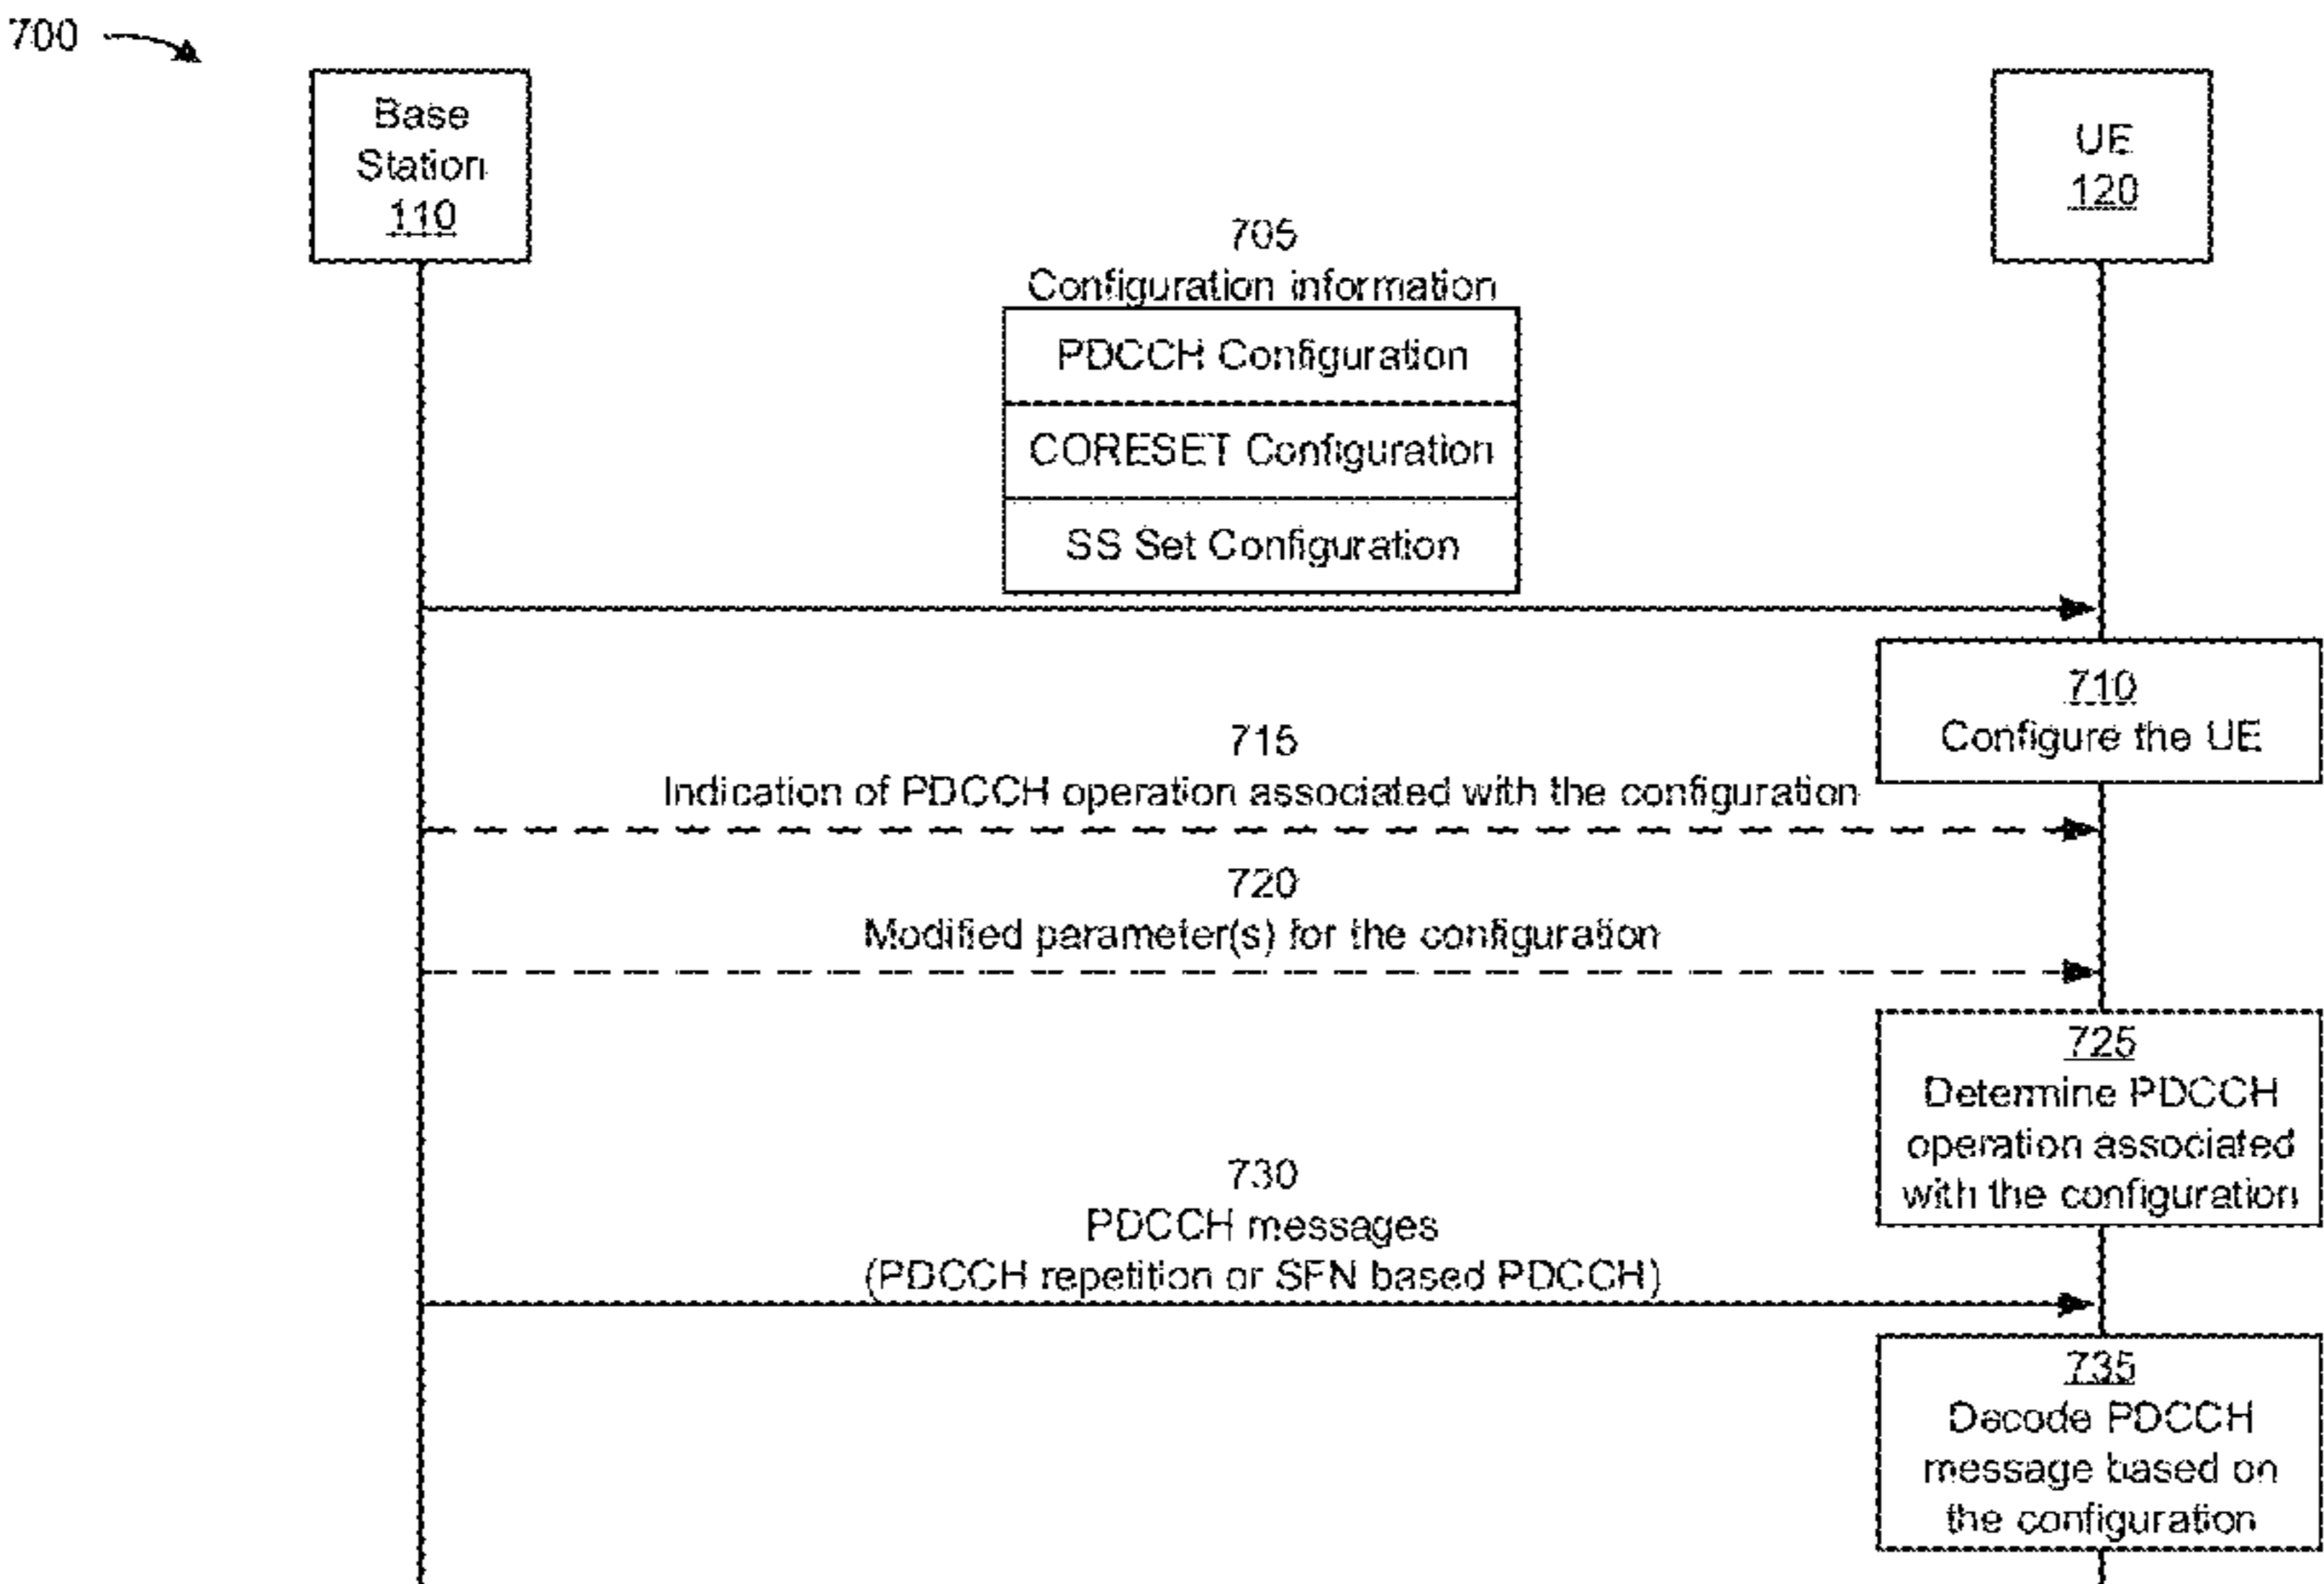 700
Base
Station
110
UE
120
705
Configuration information
PDCCH Configuration
CORESET Configuration
SS Set Configuration
710
Configure the UE
715
Indication of PDCCH operation associated with the configuration
720
Modified parameter(s) for the configuration
725
Determine PDCCH
operation associated
with the configuration
730
PDCCH messages
(PDCCH repetition or SFN based PDCCH)
735
Decode PDCCH
message based on
the configuration